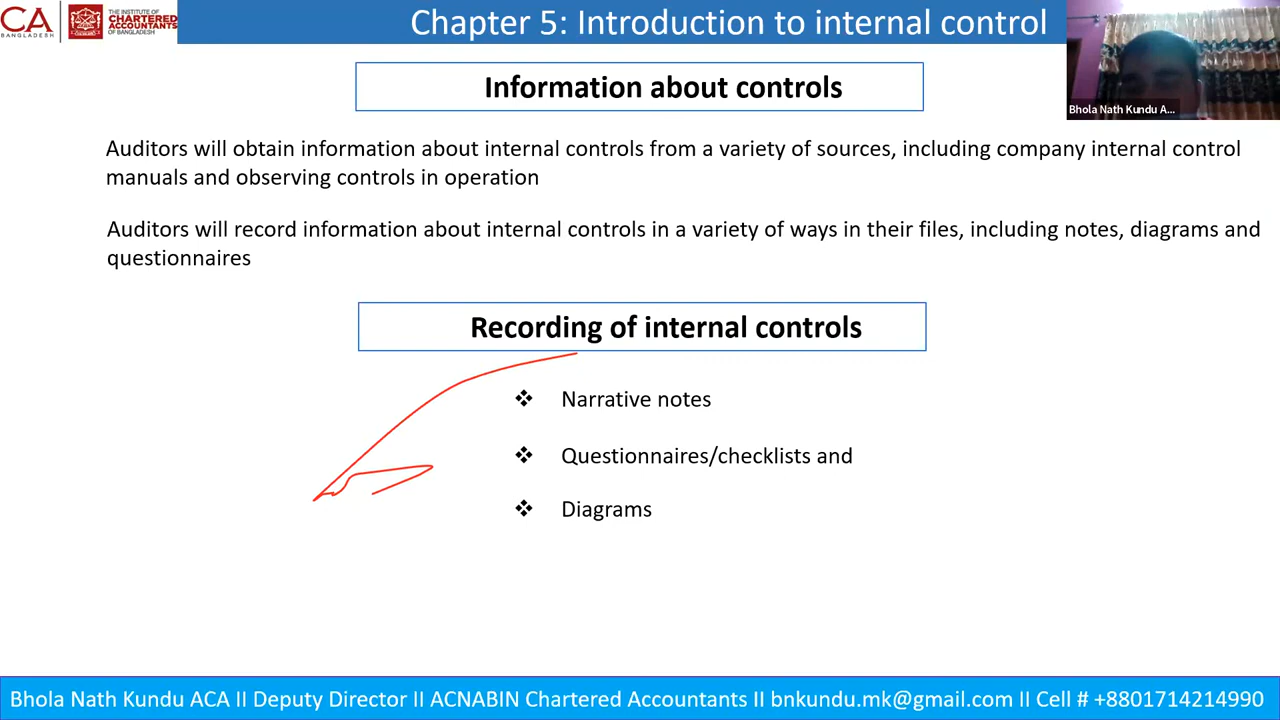 CA
BANGLADESH
THE INSTITUTE OF
CHARTERED
ACCOUNTANTS
OF BANGLADESH
Chapter 5: Introduction to internal control
Bhola Nath Kundu A...
Information about controls
Auditors will obtain information about internal controls from a variety of sources, including company internal control
manuals and observing controls in operation
Auditors will record information about internal controls in a variety of ways in their files, including notes, diagrams and
questionnaires
Recording of internal controls
❖ Narrative notes
❖ Questionnaires/checklists and
❖ Diagrams
Bhola Nath Kundu ACA II Deputy Director II ACNABIN Chartered Accountants II bnkundu.mk@gmail.com II Cell # +8801714214990